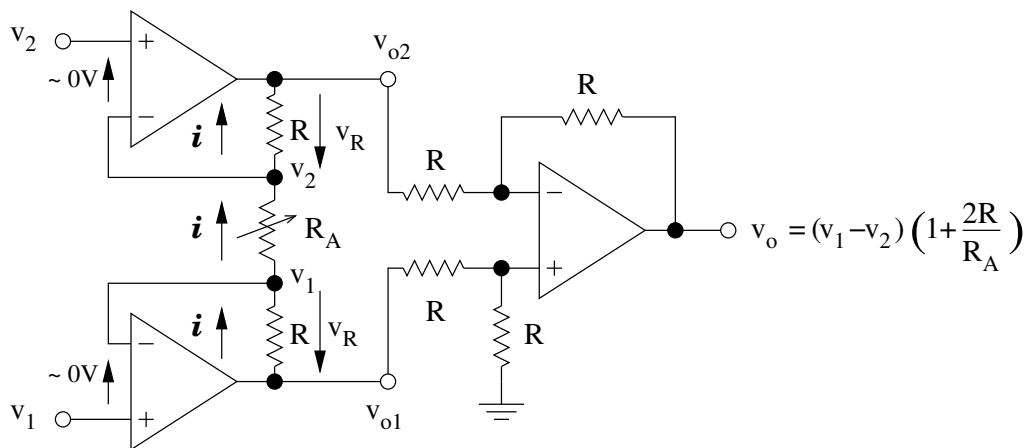 v2
+
~ 0V
−
i
R
vR
vo2
v2
i
RA
v1
i
R
vR
−
~ 0V
+
v1
vo1
R
R
−
+
R
R
vo = (v1 − v2) (1 + 2R/RA)